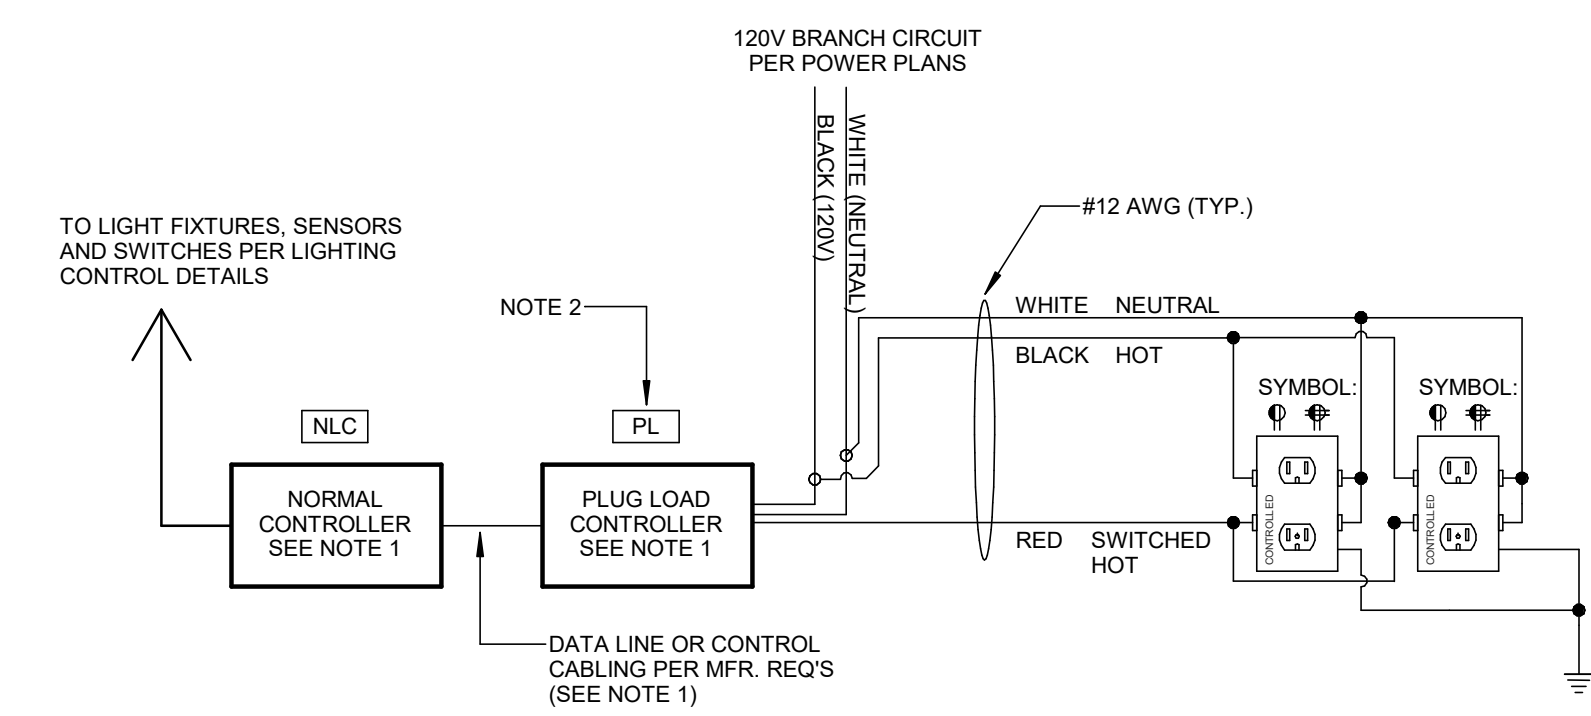 120V BRANCH CIRCUIT
PER POWER PLANS
BLACK (120V)
WHITE (NEUTRAL)
#12 AWG (TYP.)
TO LIGHT FIXTURES, SENSORS
AND SWITCHES PER LIGHTING
CONTROL DETAILS
NOTE 2
WHITE NEUTRAL
BLACK HOT
SYMBOL:
SYMBOL:
NLC
PL
NORMAL
CONTROLLER
SEE NOTE 1
PLUG LOAD
CONTROLLER
SEE NOTE 1
RED SWITCHED
HOT
CONTROLLED
CONTROLLED
DATA LINE OR CONTROL
CABLING PER MFR. REQ'S
(SEE NOTE 1)